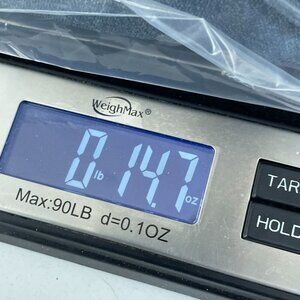 WeighMax®
0 lb 14.7 oz
Max:90LB d=0.1OZ
TAR
HOLD